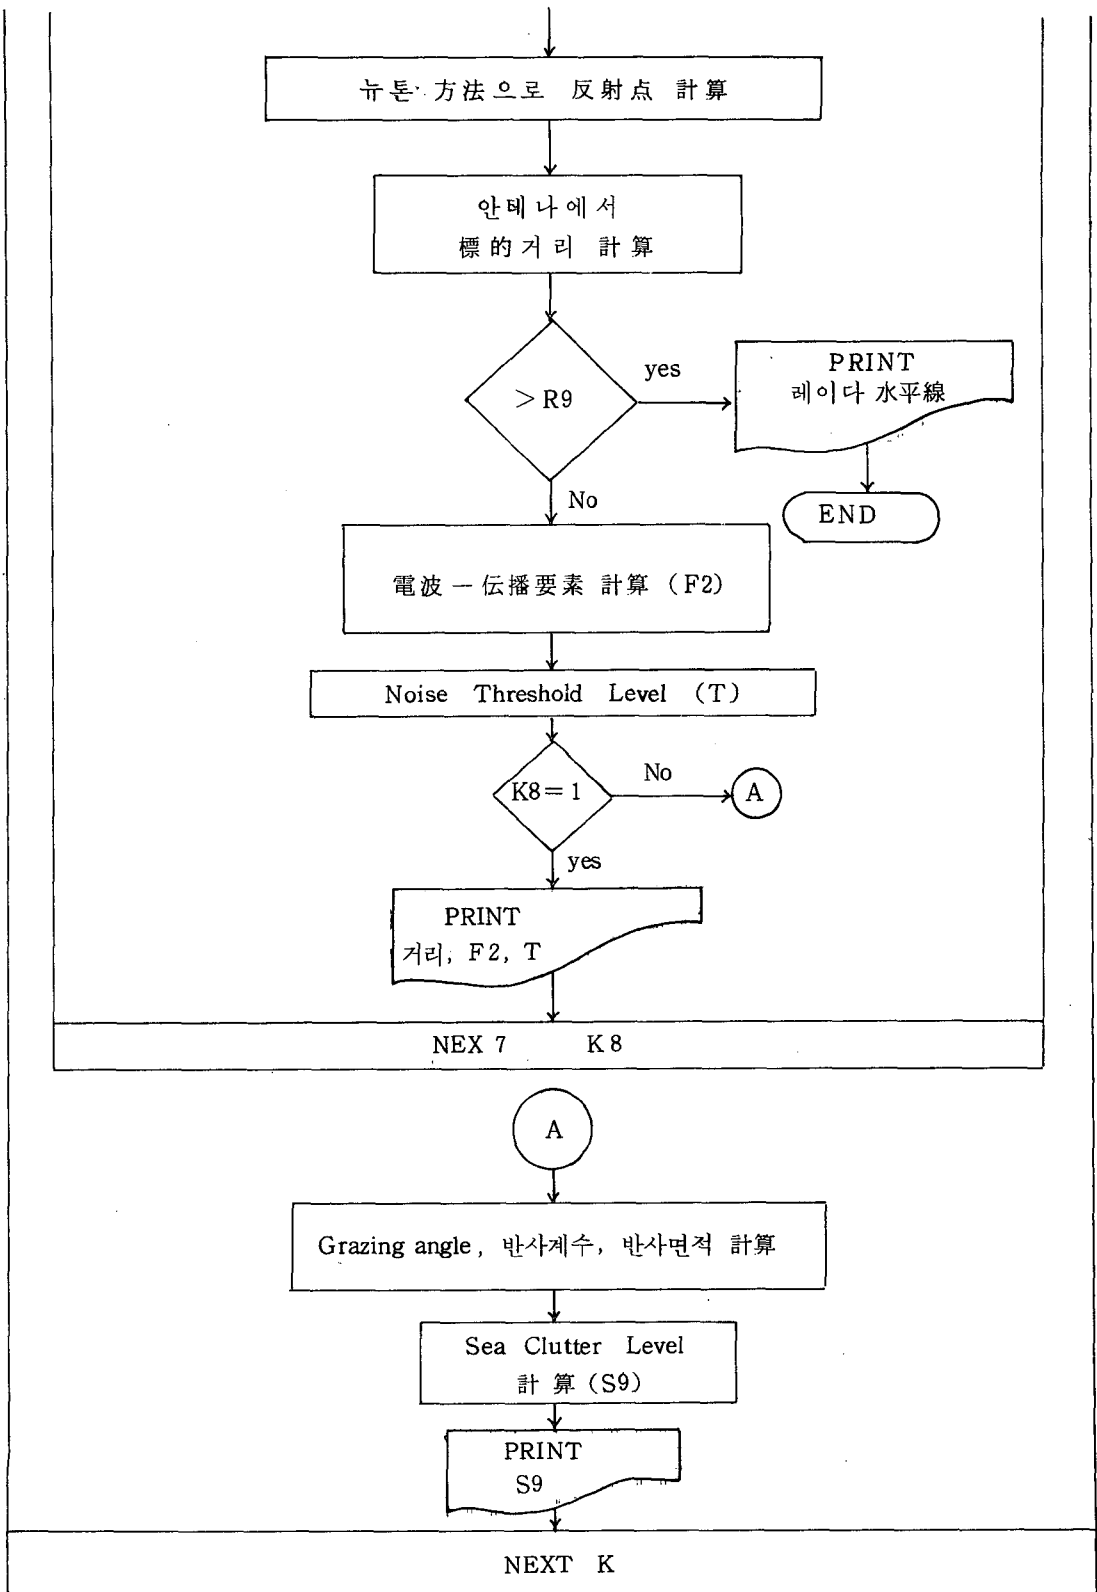 뉴톤 方法으로 反射点 計算
안테나에서
標的거리 計算
> R9
yes
PRINT
레이다 水平線
No
END
電波 — 伝播要素 計算 (F2)
Noise Threshold Level (T)
K8 = 1
No
A
yes
PRINT
거리, F2, T
NEX 7 K8
A
Grazing angle, 반사계수, 반사면적 計算
Sea Clutter Level
計算 (S9)
PRINT
S9
NEXT K